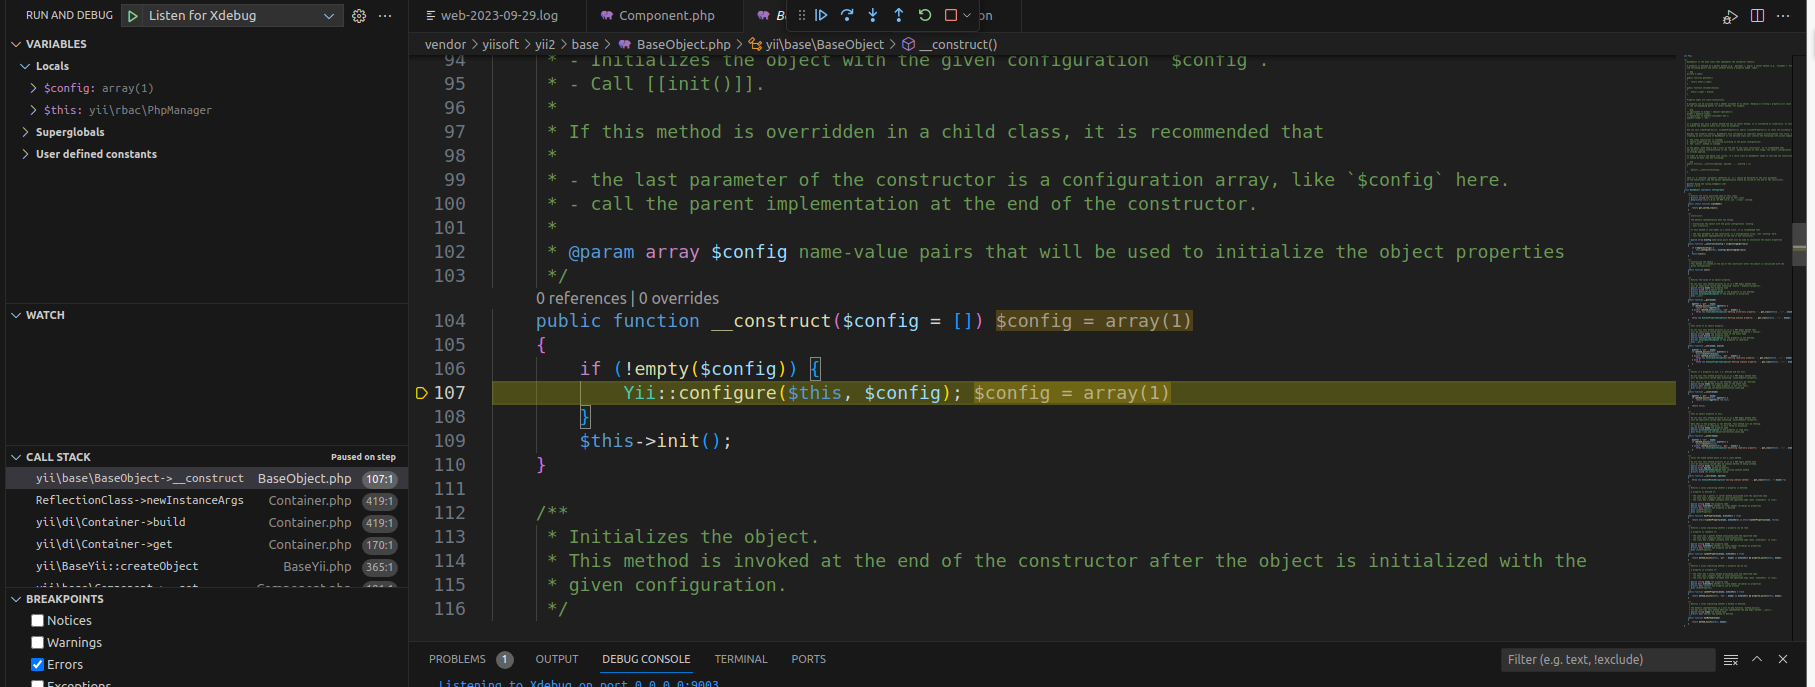 RUN AND DEBUG
Listen for Xdebug
web-2023-09-29.log
Component.php
vendor > yiisoft > yii2 > base > BaseObject.php > yii\base\BaseObject > __construct()
VARIABLES
Locals
$config: array(1)
$this: yii\rbac\PhpManager
Superglobals
User defined constants
WATCH
CALL STACK
Paused on step
yii\base\BaseObject->__construct BaseObject.php 107:1
ReflectionClass->newInstanceArgs Container.php 419:1
yii\di\Container->build Container.php 419:1
yii\di\Container->get Container.php 170:1
yii\BaseYii::createObject BaseYii.php 365:1
BREAKPOINTS
Notices
Warnings
Errors
Exceptions
94 * - Initializes the object with the given configuration `$config`.
95 * - Call [[init()]].
96 *
97 * If this method is overridden in a child class, it is recommended that
98 *
99 * - the last parameter of the constructor is a configuration array, like `$config` here.
100 * - call the parent implementation at the end of the constructor.
101 *
102 * @param array $config name-value pairs that will be used to initialize the object properties
103 */
0 references | 0 overrides
104 public function __construct($config = []) $config = array(1)
105 {
106 if (!empty($config)) {
107 Yii::configure($this, $config); $config = array(1)
108 }
109 $this->init();
110 }
111
112 /**
113 * Initializes the object.
114 * This method is invoked at the end of the constructor after the object is initialized with the
115 * given configuration.
116 */
PROBLEMS 1
OUTPUT
DEBUG CONSOLE
TERMINAL
PORTS
Filter (e.g. text, !exclude)
Listening to Xdebug on port 0.0.0.0:9003